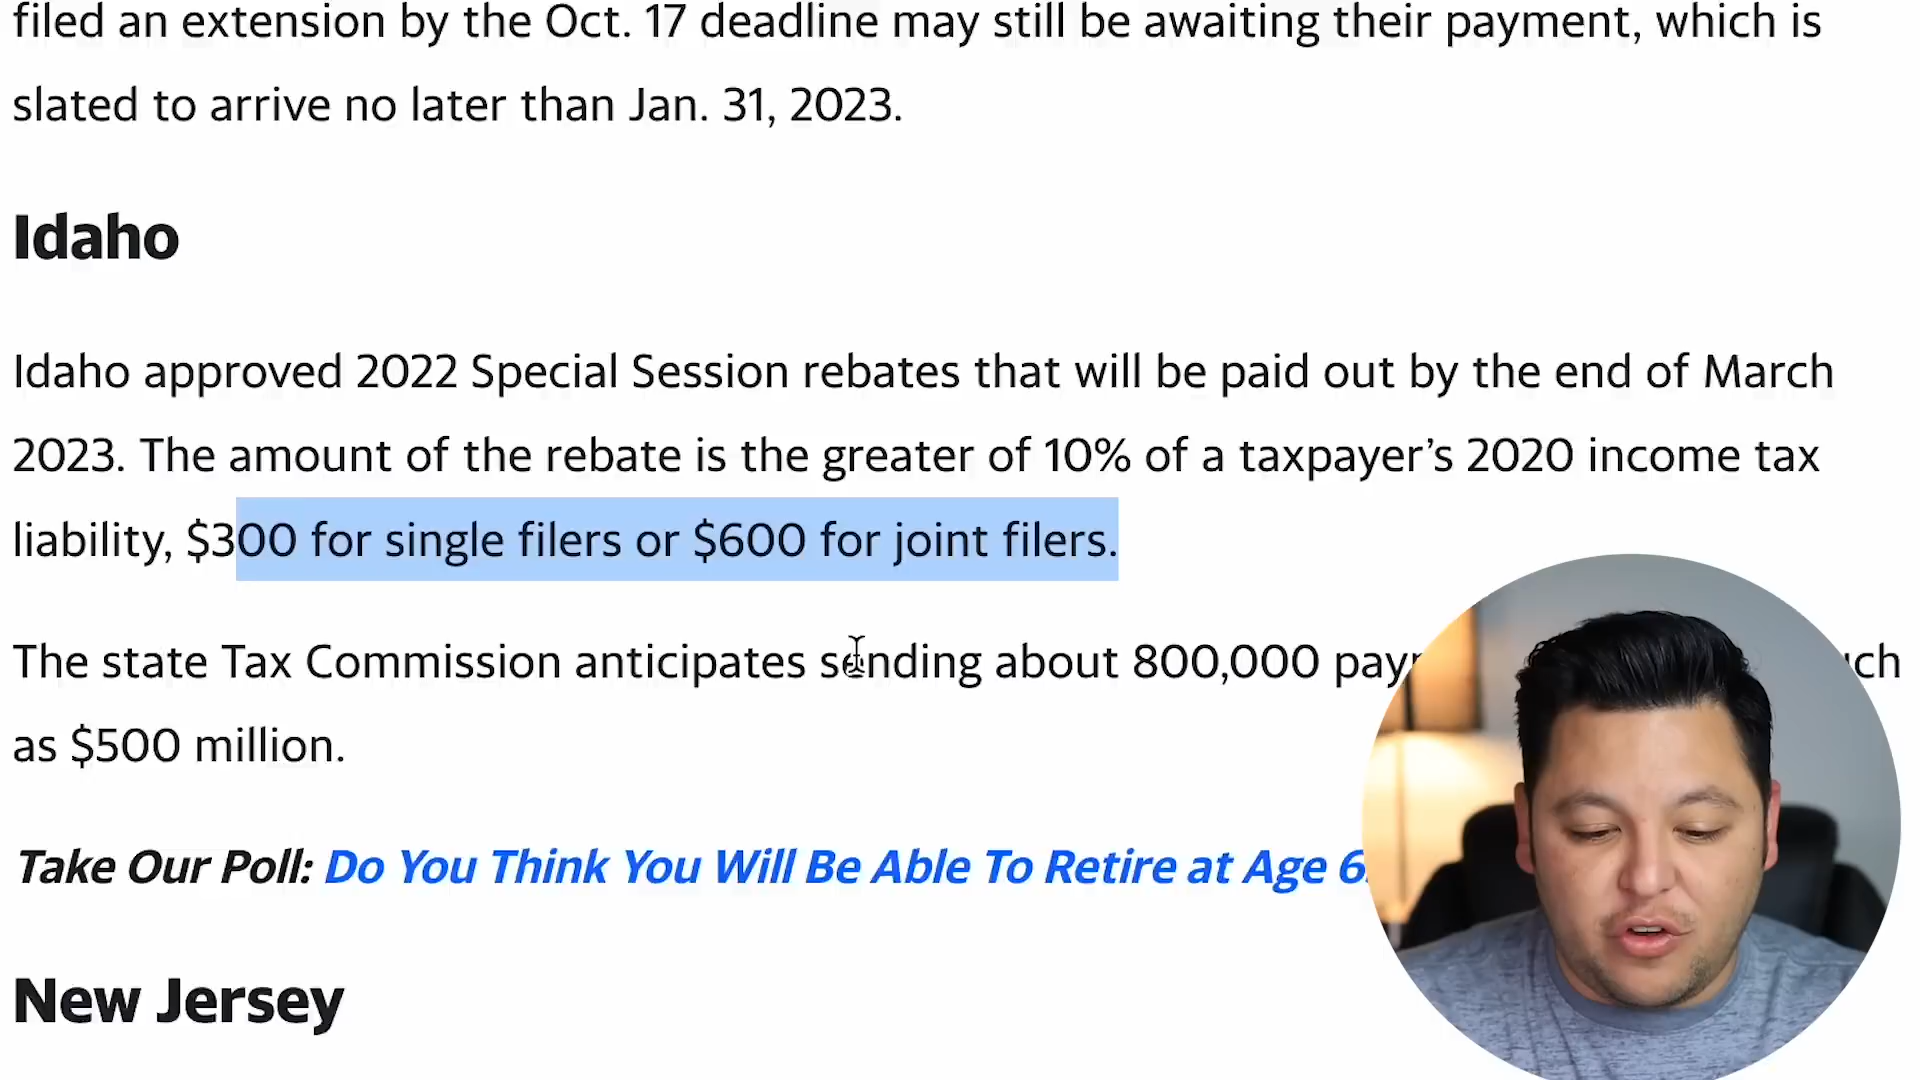 filed an extension by the Oct. 17 deadline may still be awaiting their payment, which is
slated to arrive no later than Jan. 31, 2023.
Idaho
Idaho approved 2022 Special Session rebates that will be paid out by the end of March
2023. The amount of the rebate is the greater of 10% of a taxpayer’s 2020 income tax
liability, $300 for single filers or $600 for joint filers.
The state Tax Commission anticipates sending about 800,000
as $500 million.
Take Our Poll: Do You Think You Will Be Able To Retire at Age
New Jersey